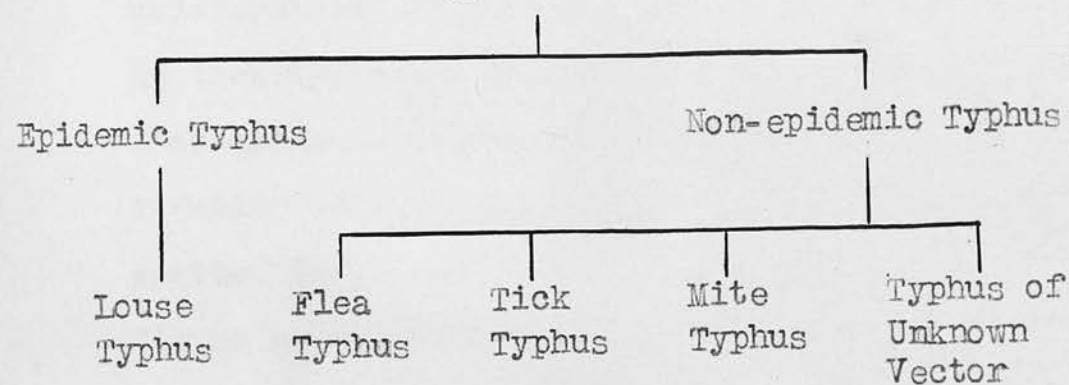 Epidemic Typhus Non-epidemic Typhus
Louse Flea Tick Mite Typhus of
Typhus Typhus Typhus Typhus Unknown
Vector